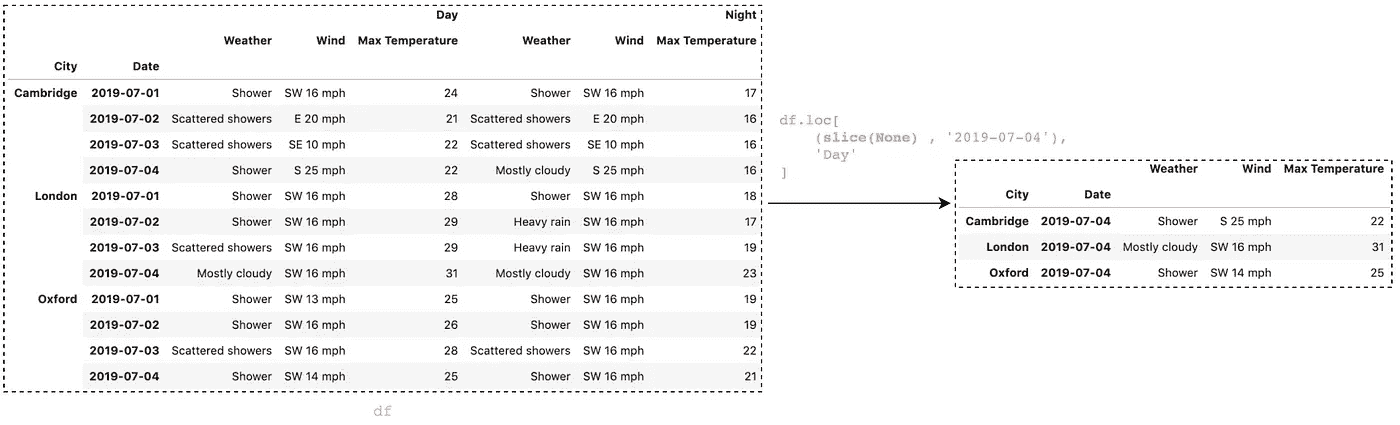 Day Night
Weather Wind Max Temperature Weather Wind Max Temperature
City Date
Cambridge 2019-07-01 Shower SW 16 mph 24 Shower SW 16 mph 17
2019-07-02 Scattered showers E 20 mph 21 Scattered showers E 20 mph 16
2019-07-03 Scattered showers SE 10 mph 22 Scattered showers SE 10 mph 16
2019-07-04 Shower S 25 mph 22 Mostly cloudy S 25 mph 16
London 2019-07-01 Shower SW 16 mph 28 Shower SW 16 mph 18
2019-07-02 Shower SW 16 mph 29 Heavy rain SW 16 mph 17
2019-07-03 Scattered showers SW 16 mph 29 Heavy rain SW 16 mph 19
2019-07-04 Mostly cloudy SW 16 mph 31 Mostly cloudy SW 16 mph 23
Oxford 2019-07-01 Shower SW 13 mph 25 Shower SW 16 mph 19
2019-07-02 Shower SW 16 mph 26 Shower SW 16 mph 19
2019-07-03 Scattered showers SW 16 mph 28 Scattered showers SW 16 mph 22
2019-07-04 Shower SW 14 mph 25 Shower SW 16 mph 21
df
df.loc[
(slice(None) , '2019-07-04'),
'Day'
]
Weather Wind Max Temperature
City Date
Cambridge 2019-07-04 Shower S 25 mph 22
London 2019-07-04 Mostly cloudy SW 16 mph 31
Oxford 2019-07-04 Shower SW 14 mph 25